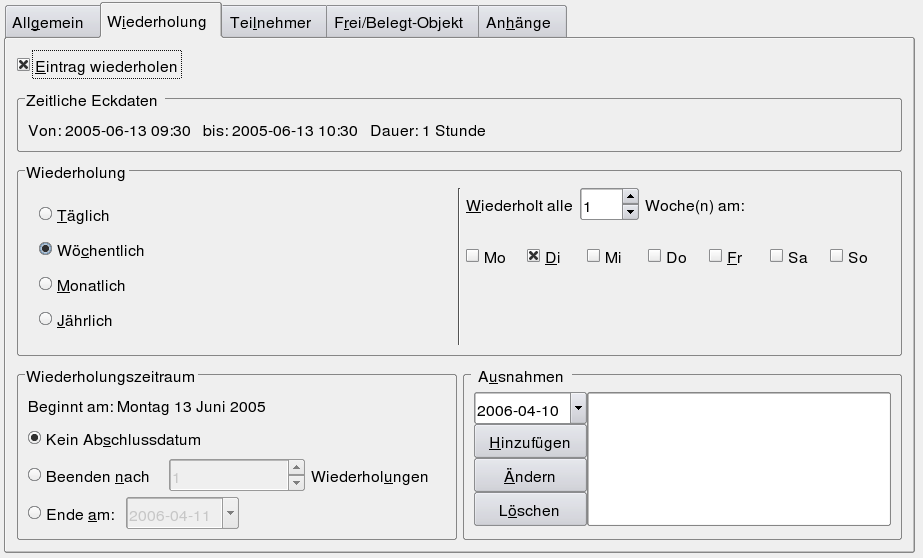 Allgemein Wiederholung Teilnehmer Frei/Belegt-Objekt Anhänge
Eintrag wiederholen
Zeitliche Eckdaten
Von: 2005-06-13 09:30 bis: 2005-06-13 10:30 Dauer: 1 Stunde
Wiederholung
Täglich
Wöchentlich
Monatlich
Jährlich
Wiederholt alle 1 Woche(n) am:
Mo Di Mi Do Fr Sa So
Wiederholungszeitraum
Beginnt am: Montag 13 Juni 2005
Kein Abschlussdatum
Beenden nach 1 Wiederholungen
Ende am: 2006-04-11
Ausnahmen
2006-04-10
Hinzufügen
Ändern
Löschen